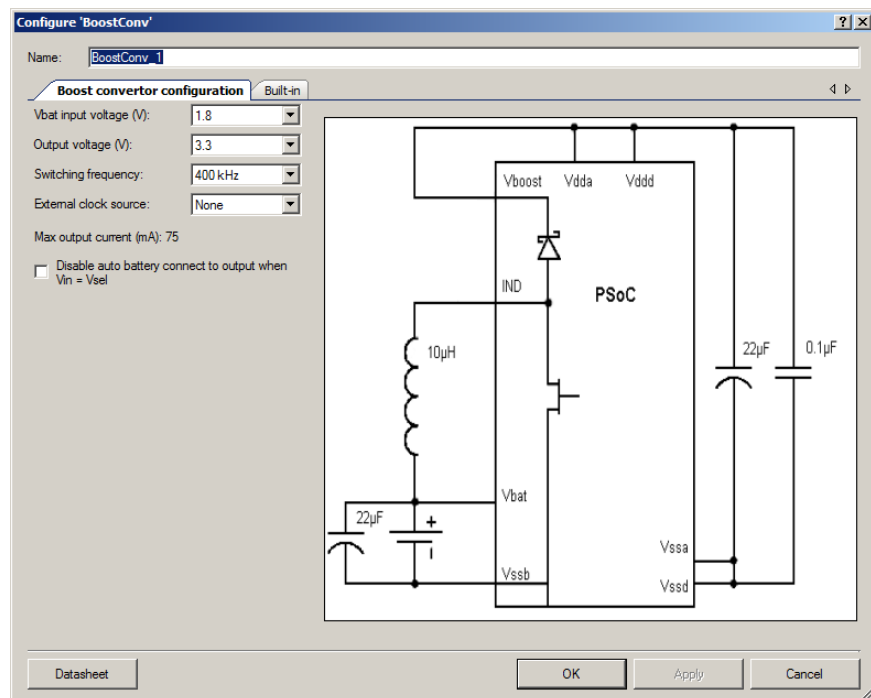 Configure 'BoostConv'
Name: BoostConv_1
Boost convertor configuration Built-in
Vbat input voltage (V): 1.8
Output voltage (V): 3.3
Switching frequency: 400 kHz
External clock source: None
Max output current (mA): 75
Disable auto battery connect to output when
Vin = Vsel
Vboost Vdda Vddd
IND
PSoC
10µH
22µF 0.1µF
Vbat
22µF
+
-
Vssa
Vssb
Vssd
Datasheet OK Apply Cancel